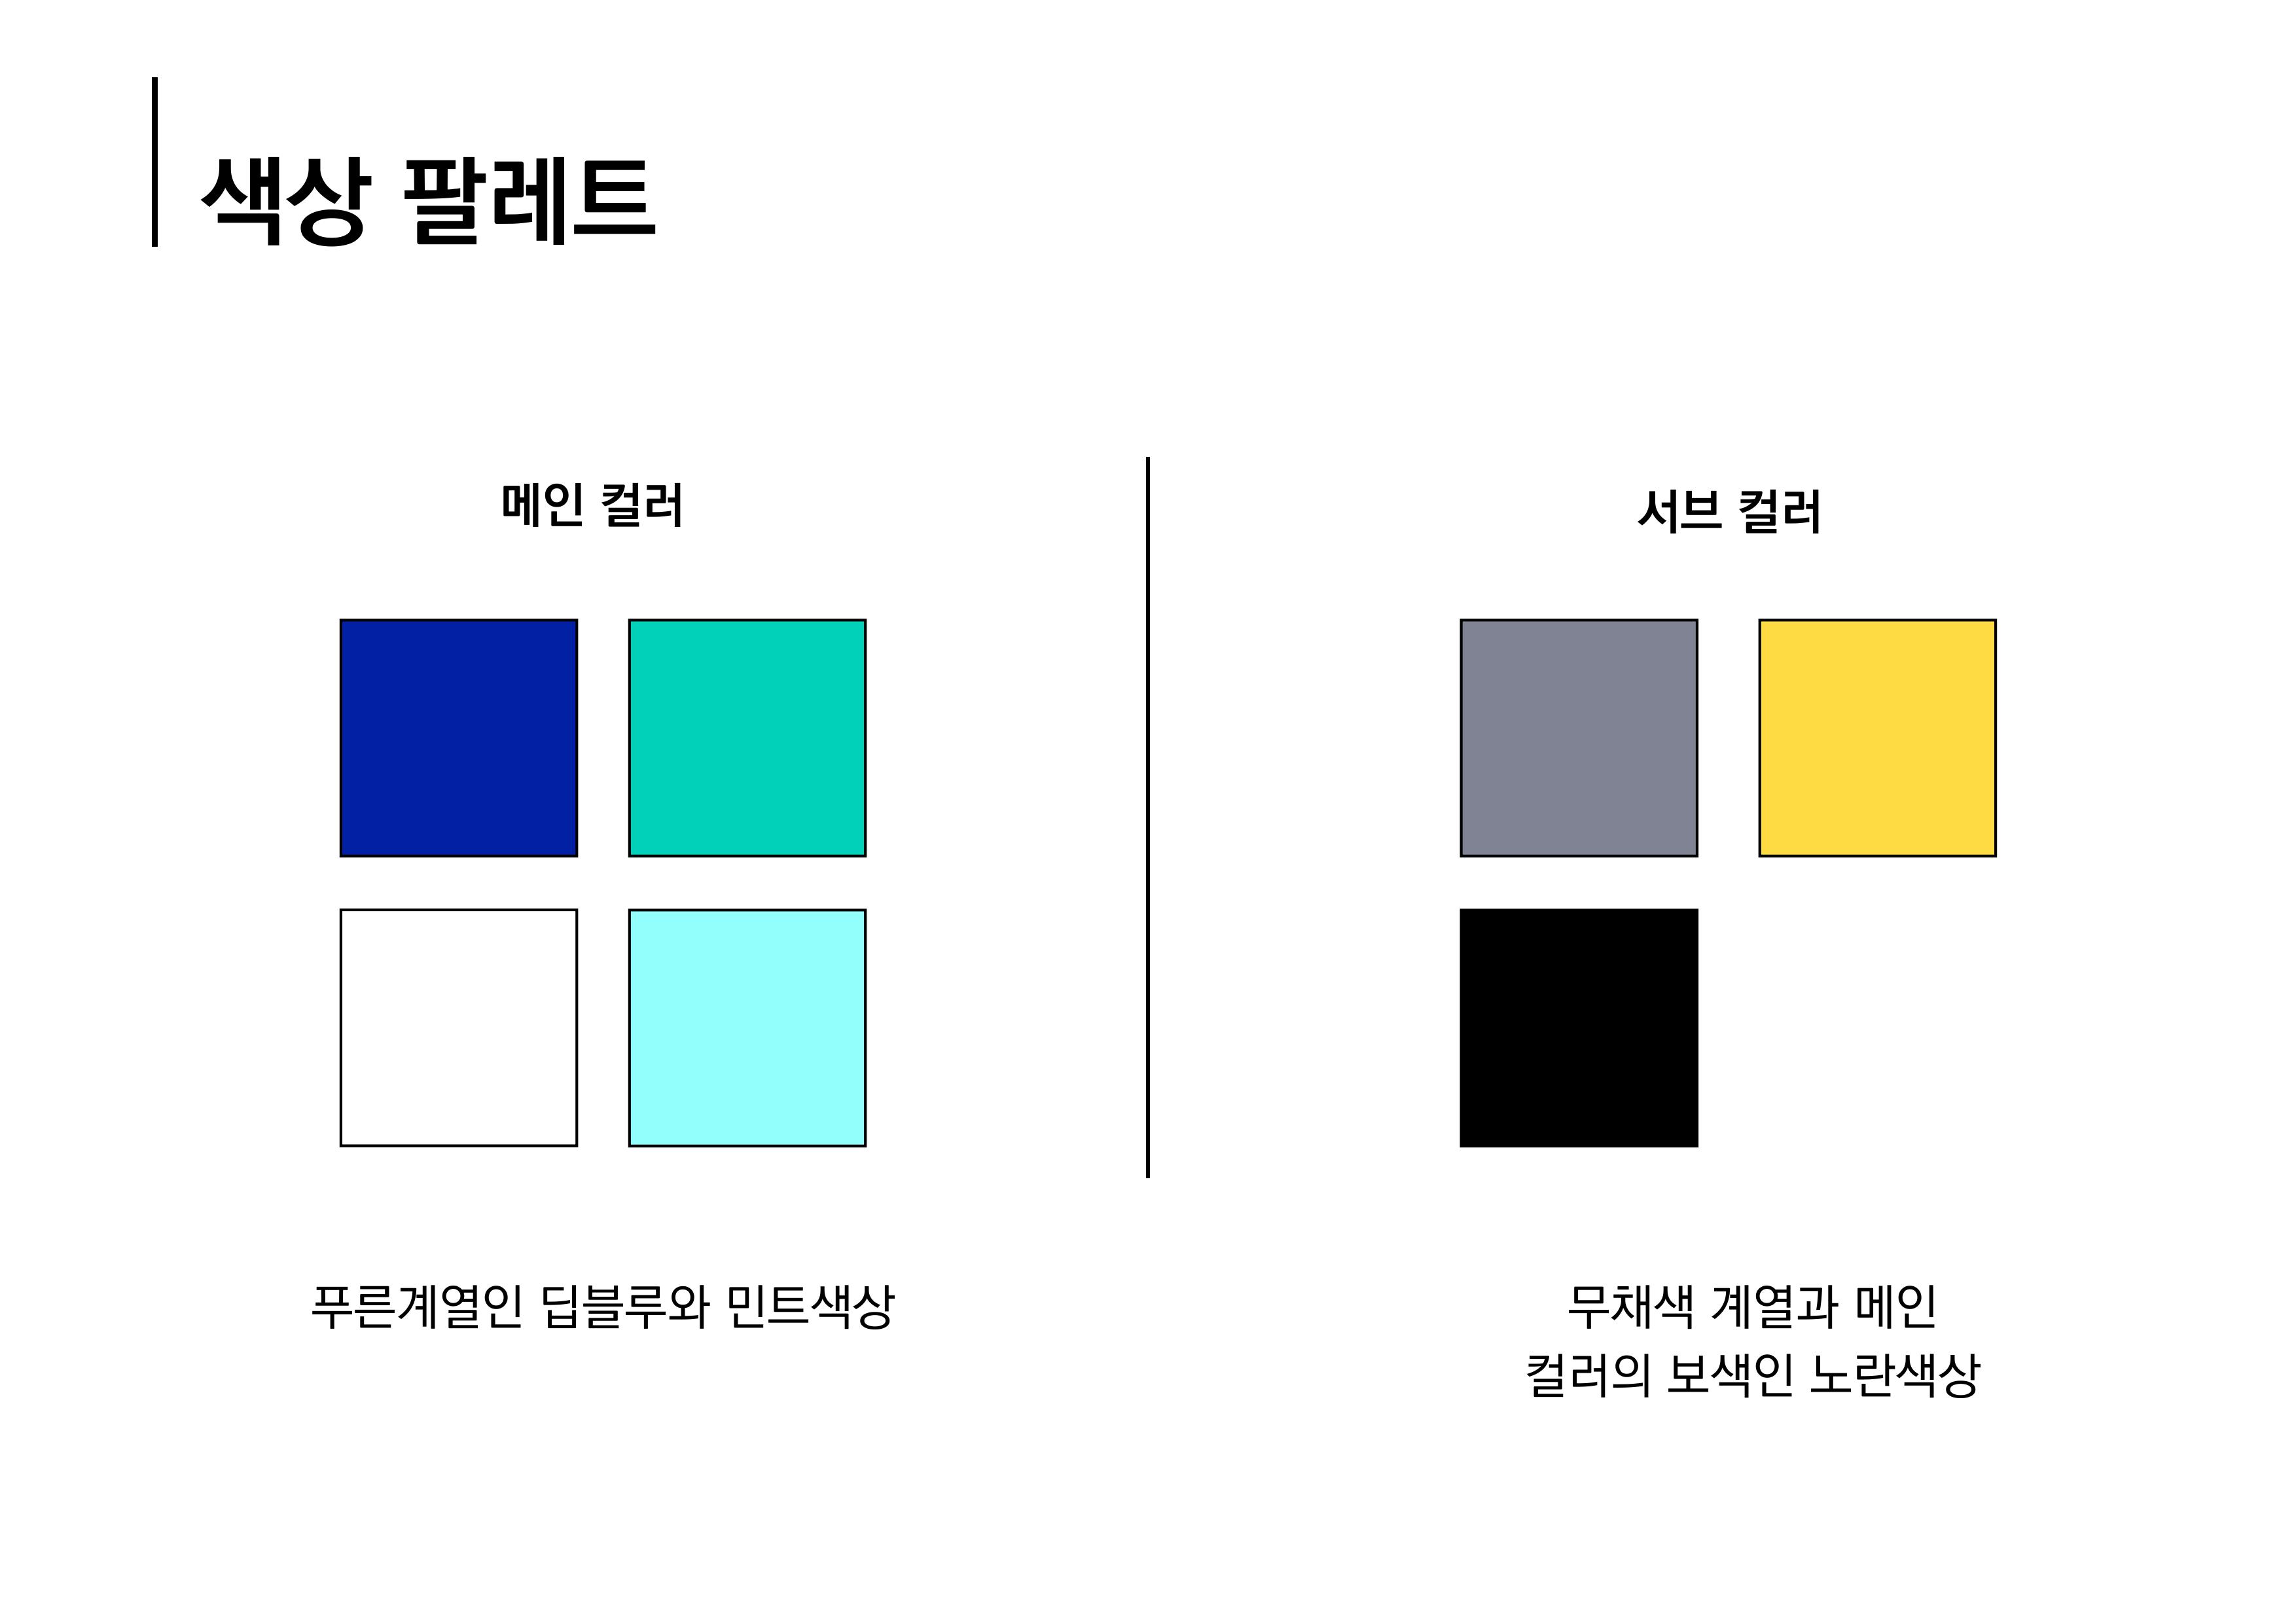 색상 팔레트
메인 컬러
서브 컬러
푸른계열인 딥블루와 민트색상
무채색 계열과 메인
컬러의 보색인 노란색상